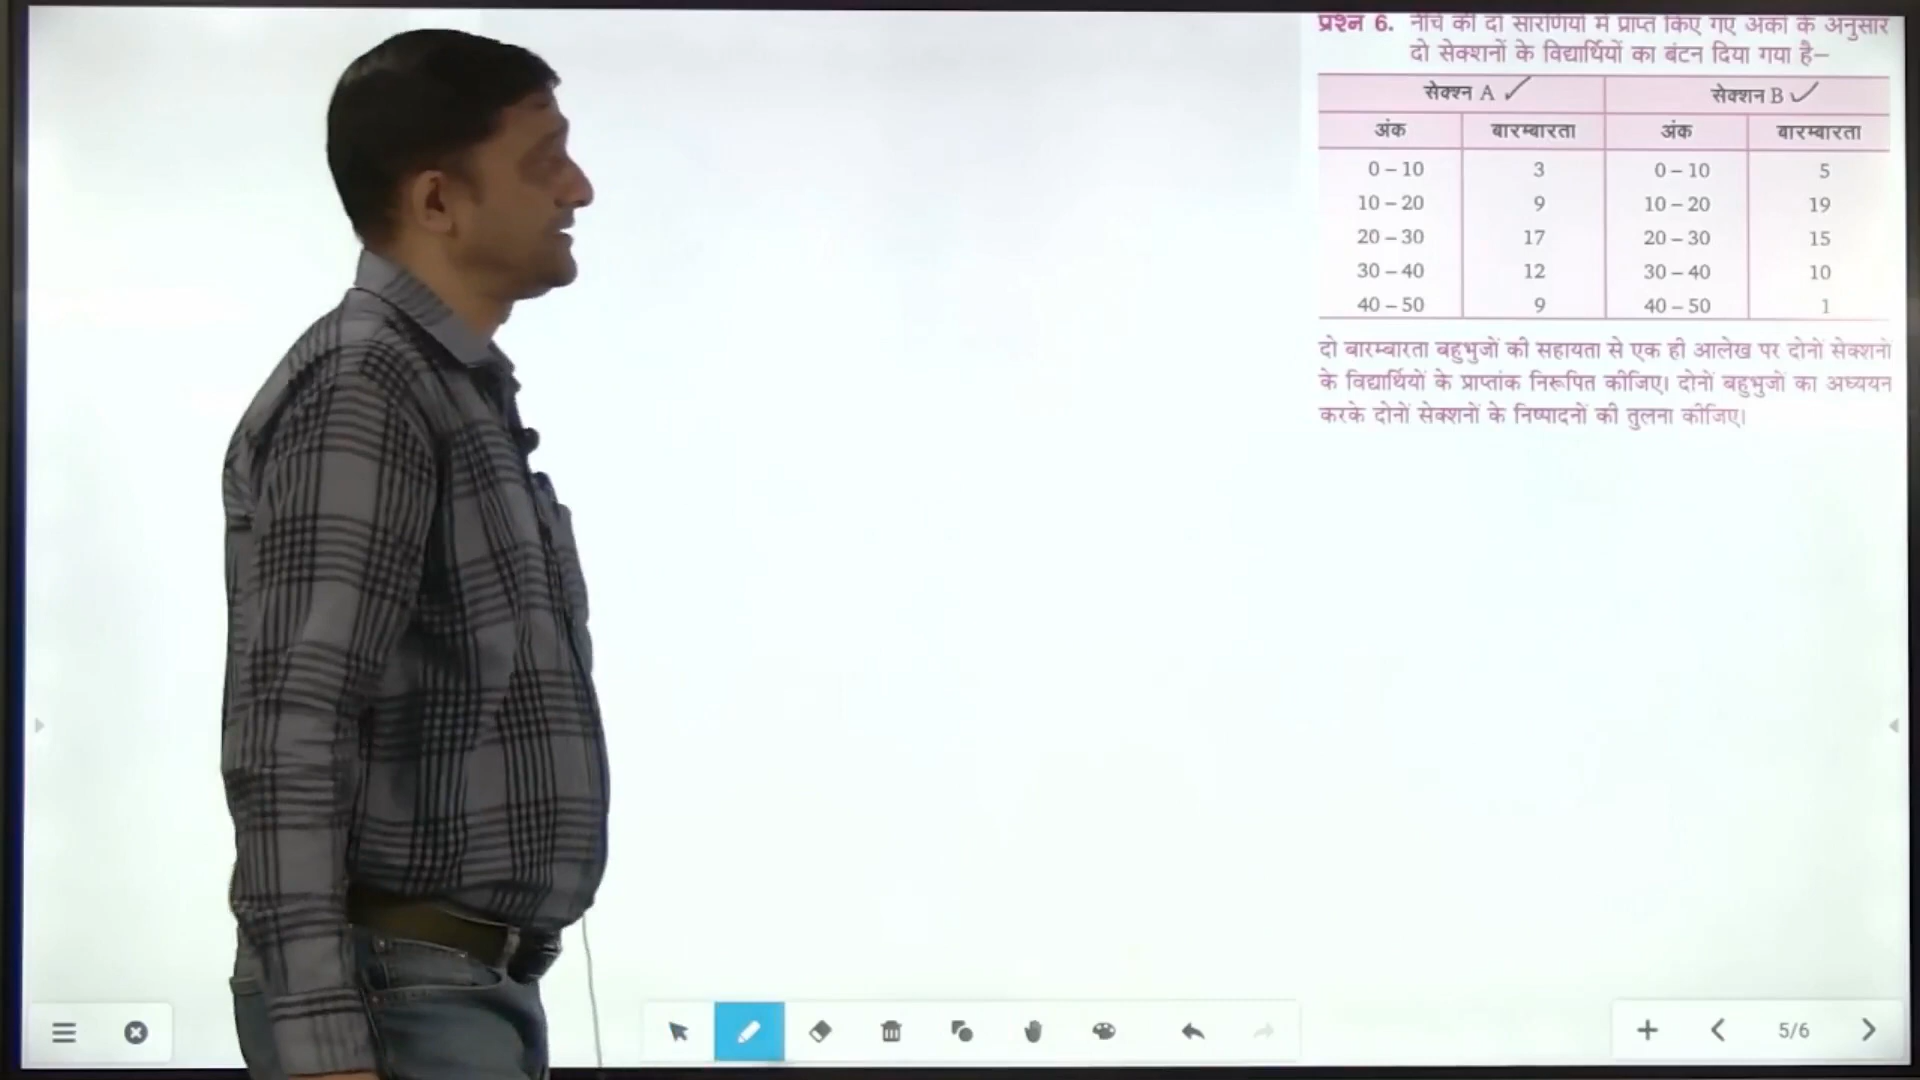 प्रश्न 6. नीचे की दो सारणियों में प्राप्त किए गए अंकों के अनुसार
दो सेक्शनों के विद्यार्थियों का बंटन दिया गया है–
सेक्शन A ✓ सेक्शन B ✓
अंक बारम्बारता अंक बारम्बारता
0 – 10 3 0 – 10 5
10 – 20 9 10 – 20 19
20 – 30 17 20 – 30 15
30 – 40 12 30 – 40 10
40 – 50 9 40 – 50 1
दो बारम्बारता बहुभुजों की सहायता से एक ही आलेख पर दोनों सेक्शनों
के विद्यार्थियों के प्राप्तांक निरूपित कीजिए। दोनों बहुभुजों का अध्ययन
करके दोनों सेक्शनों के निष्पादनों की तुलना कीजिए।
5/6